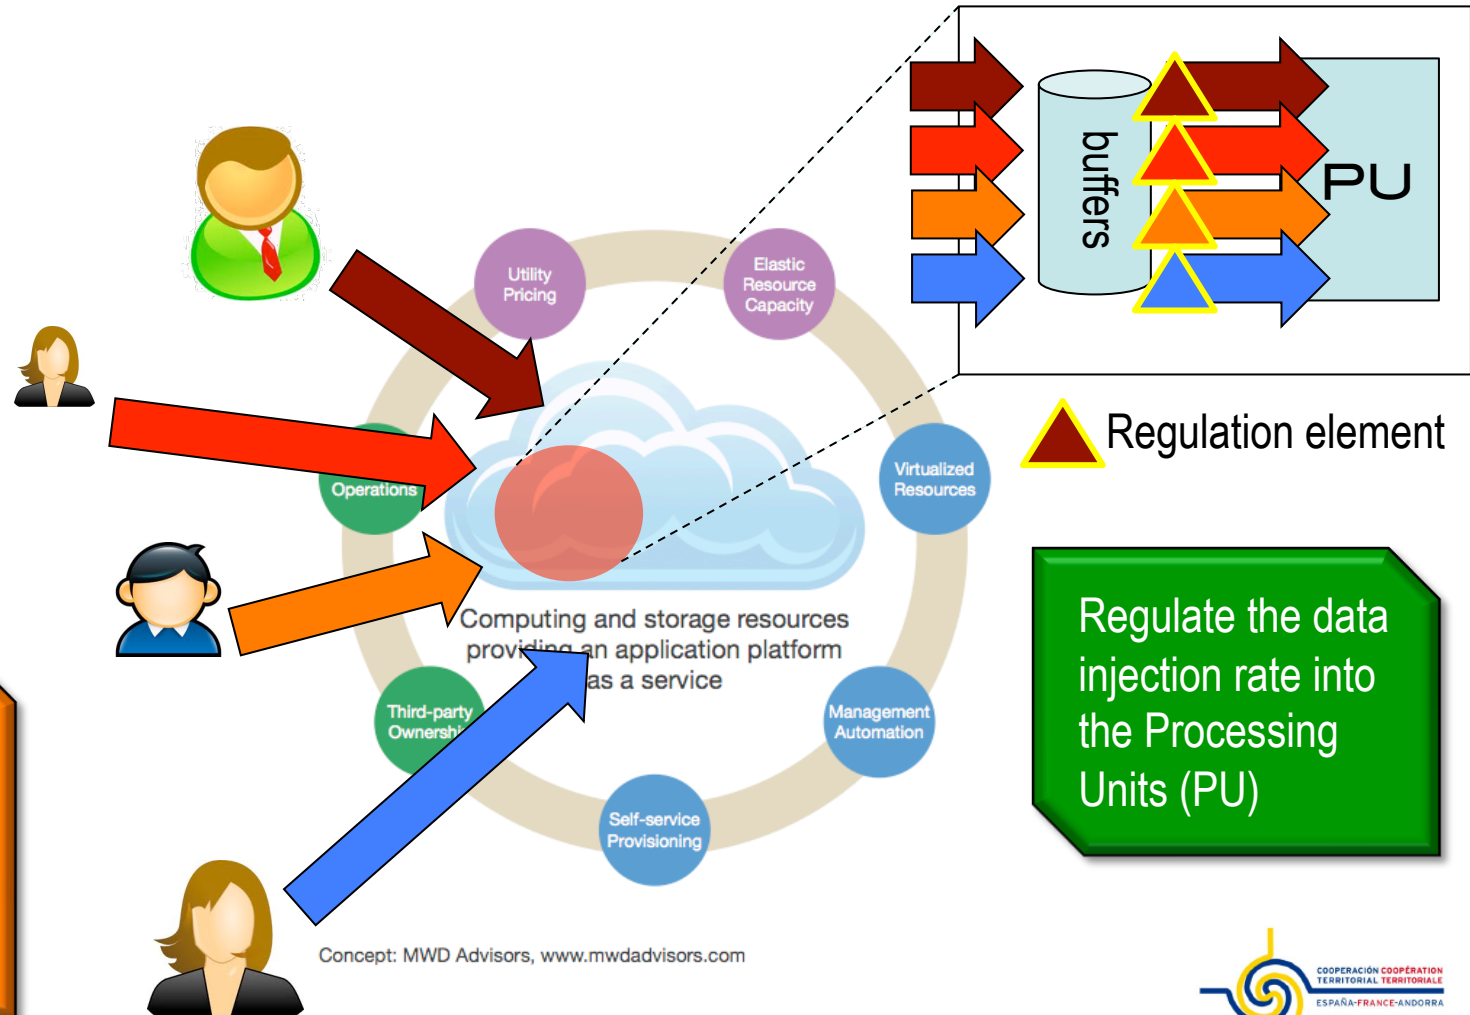 buffers
PU
Regulation element
Utility
Pricing
Elastic
Resource
Capacity
Operations
Virtualized
Resources
Computing and storage resources
providing an application platform
as a service
Regulate the data
injection rate into
the Processing
Units (PU)
Third-party
Ownership
Management
Automation
Self-service
Provisioning
Concept: MWD Advisors, www.mwdadvisors.com
COOPERACIÓN COOPÉRATION
TERRITORIAL TERRITORIALE
ESPAÑA-FRANCE-ANDORRA